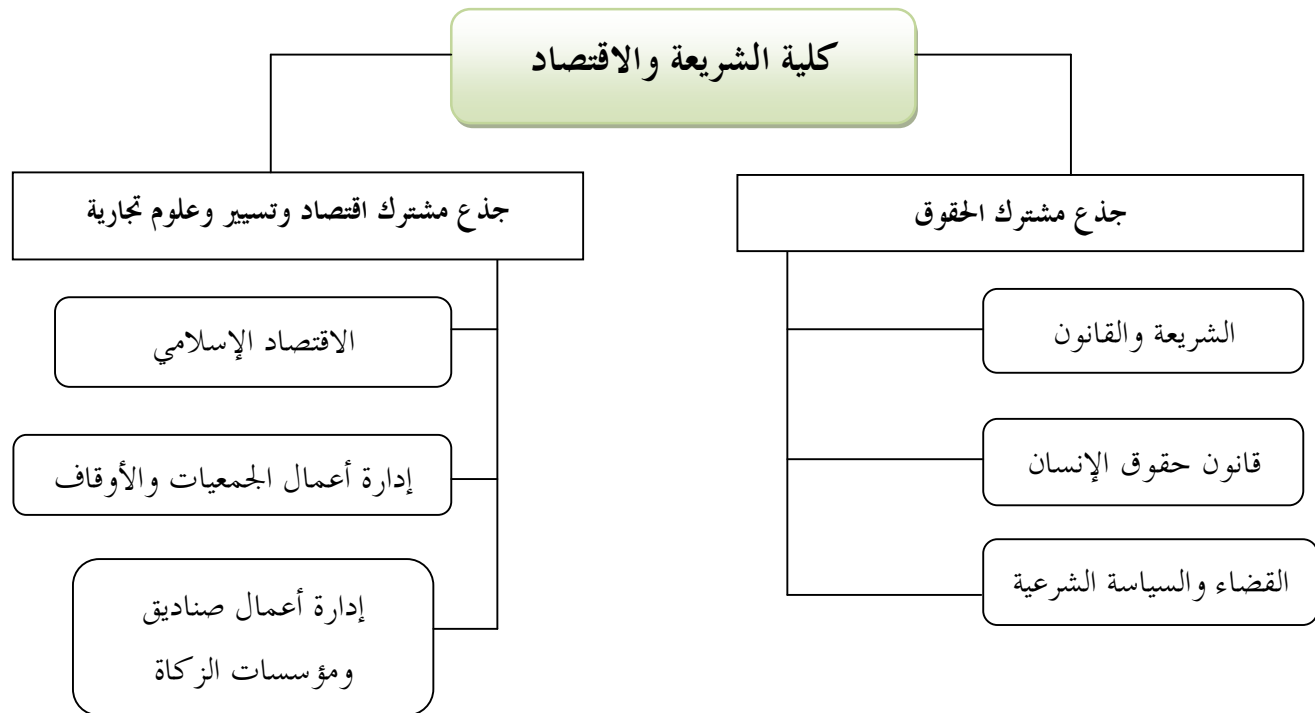 كلية الشريعة والاقتصاد
جذع مشترك الحقوق
الشريعة والقانون
قانون حقوق الإنسان
القضاء والسياسة الشرعية
جذع مشترك اقتصاد وتسيير وعلوم تجارية
الاقتصاد الإسلامي
إدارة أعمال الجمعيات والأوقاف
إدارة أعمال صناديق
ومؤسسات الزكاة